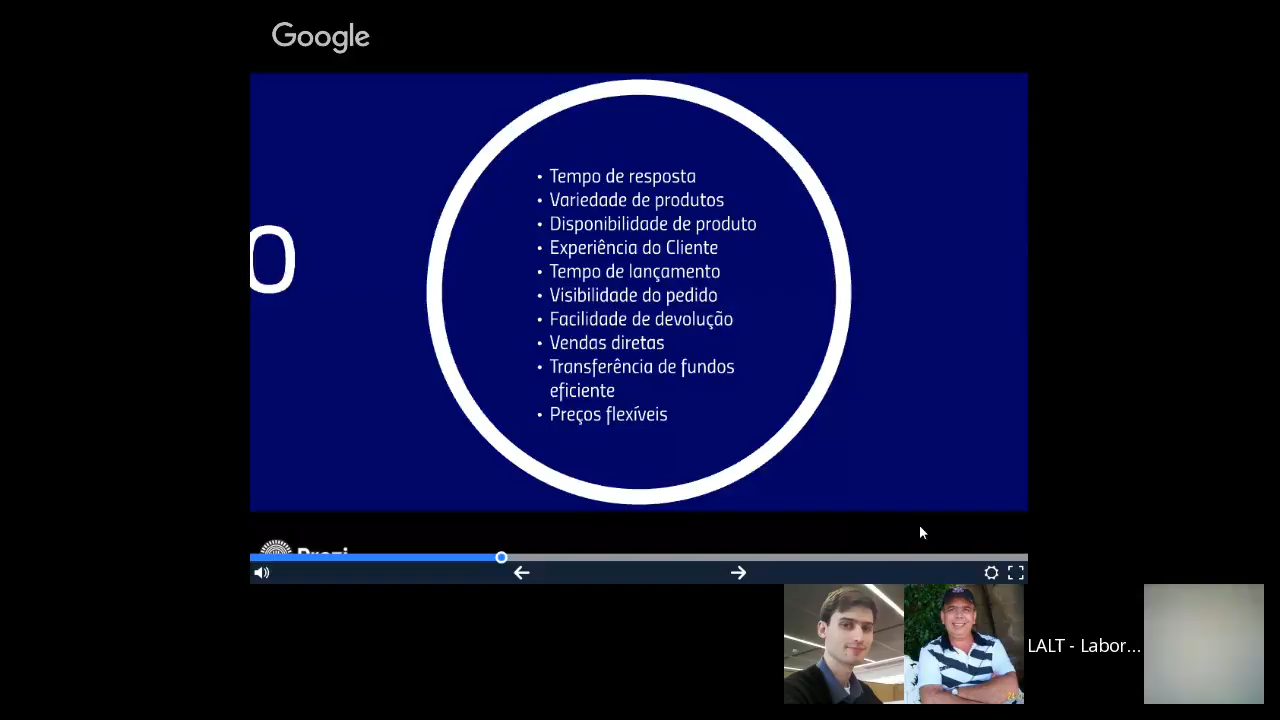 Google
O
• Tempo de resposta
• Variedade de produtos
• Disponibilidade de produto
• Experiência do Cliente
• Tempo de lançamento
• Visibilidade do pedido
• Facilidade de devolução
• Vendas diretas
• Transferência de fundos
eficiente
• Preços flexíveis
Prezi
LALT - Labor...